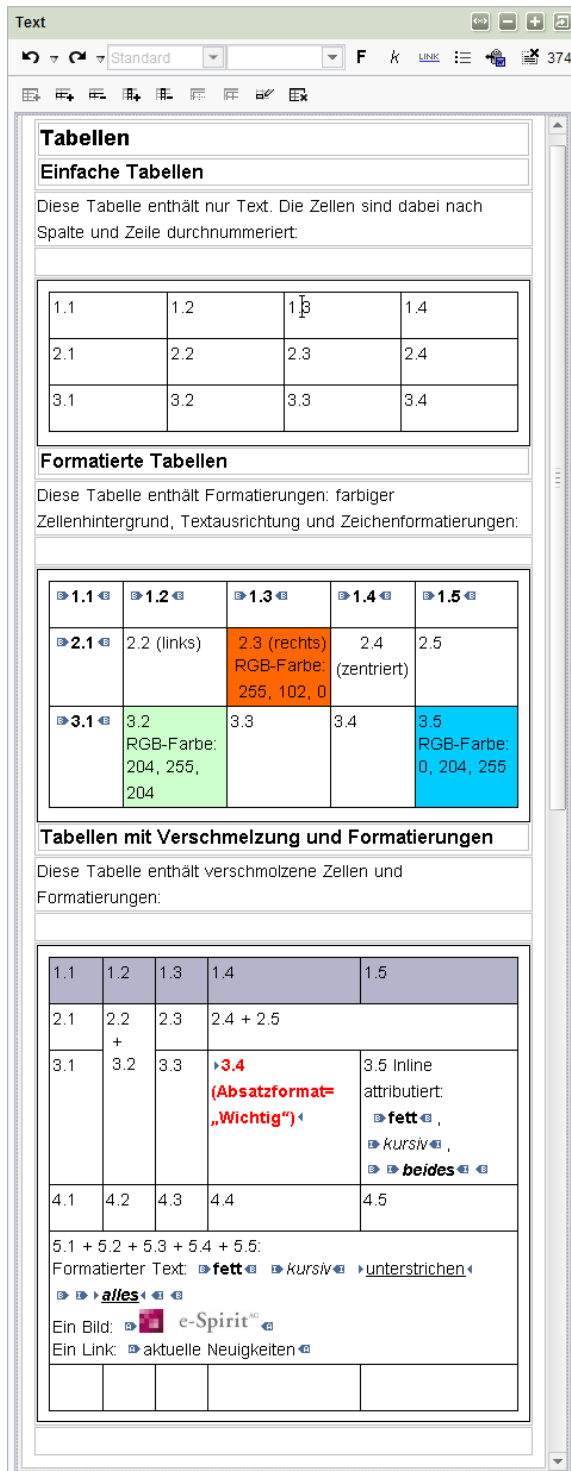 Text
Standard
F k LINK 374
Tabellen
Einfache Tabellen
Diese Tabelle enthält nur Text. Die Zellen sind dabei nach
Spalte und Zeile durchnummeriert:
1.1 1.2 1.3 1.4
2.1 2.2 2.3 2.4
3.1 3.2 3.3 3.4
Formatierte Tabellen
Diese Tabelle enthält Formatierungen: farbiger
Zellenhintergrund, Textausrichtung und Zeichenformatierungen:
1.1 1.2 1.3 1.4 1.5
2.1 2.2 (links) 2.3 (rechts) 2.4 2.5
RGB-Farbe: (zentriert)
255, 102, 0
3.1 3.2 3.3 3.4 3.5
RGB-Farbe: RGB-Farbe:
204, 255, 0, 204, 255
204
Tabellen mit Verschmelzung und Formatierungen
Diese Tabelle enthält verschmolzene Zellen und
Formatierungen:
1.1 1.2 1.3 1.4 1.5
2.1 2.2 2.3 2.4 + 2.5
+
3.1 3.2 3.3 3.4 3.5 Inline
(Absatzformat= attributiert:
„Wichtig“) fett ,
kursiv ,
beides
4.1 4.2 4.3 4.4 4.5
5.1 + 5.2 + 5.3 + 5.4 + 5.5:
Formatierter Text: fett kursiv unterstrichen
alles
Ein Bild: e-Spirit AG
Ein Link: aktuelle Neuigkeiten